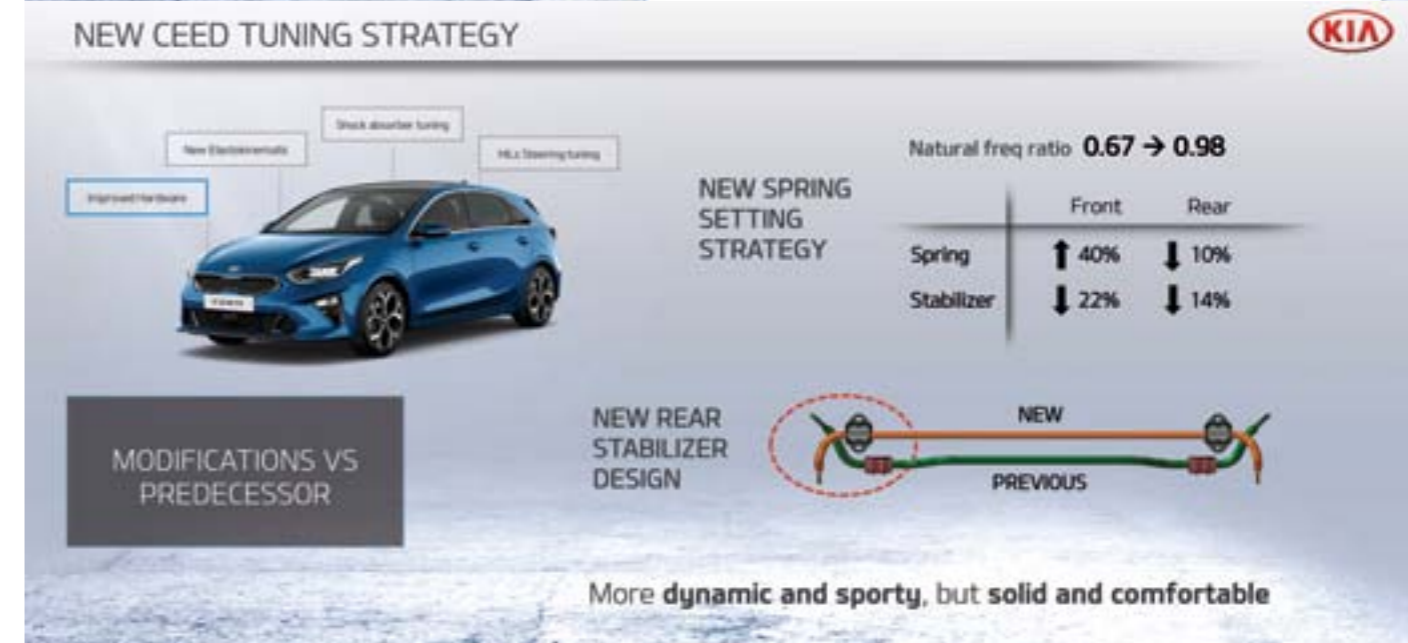 NEW CEED TUNING STRATEGY
KIA
Shock absorber tuning
New Elastokinematic
Steering tuning
Improved Hardware
Natural freq ratio 0.67 → 0.98
NEW SPRING
SETTING
STRATEGY
Front Rear
Spring ↑ 40% ↓ 10%
Stabilizer ↓ 22% ↓ 14%
MODIFICATIONS VS
PREDECESSOR
NEW REAR
STABILIZER
DESIGN
NEW
PREVIOUS
More dynamic and sporty, but solid and comfortable